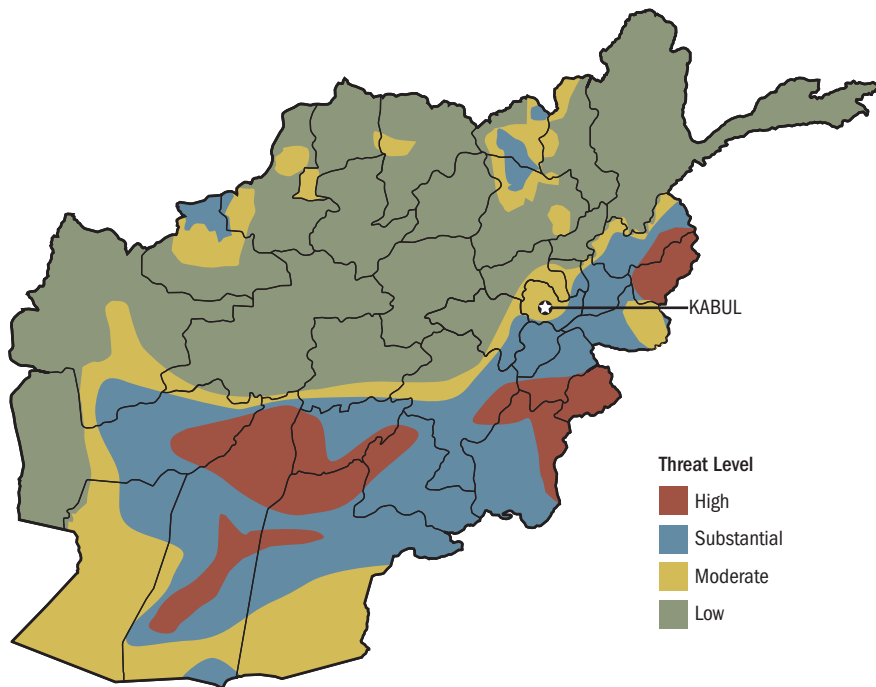 KABUL
Threat Level
High
Substantial
Moderate
Low